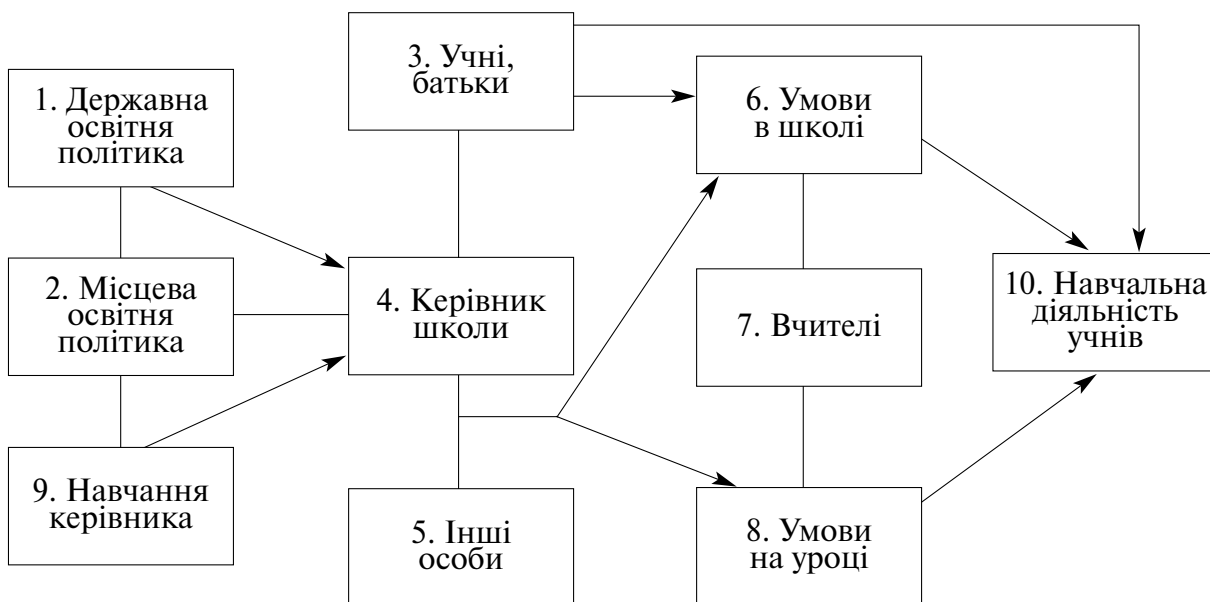 1. Державна
освітня
політика
2. Місцева
освітня
політика
3. Учні,
батьки
4. Керівник
школи
5. Інші
особи
6. Умови
в школі
7. Вчителі
8. Умови
на уроці
9. Навчання
керівника
10. Навчальна
діяльність
учнів